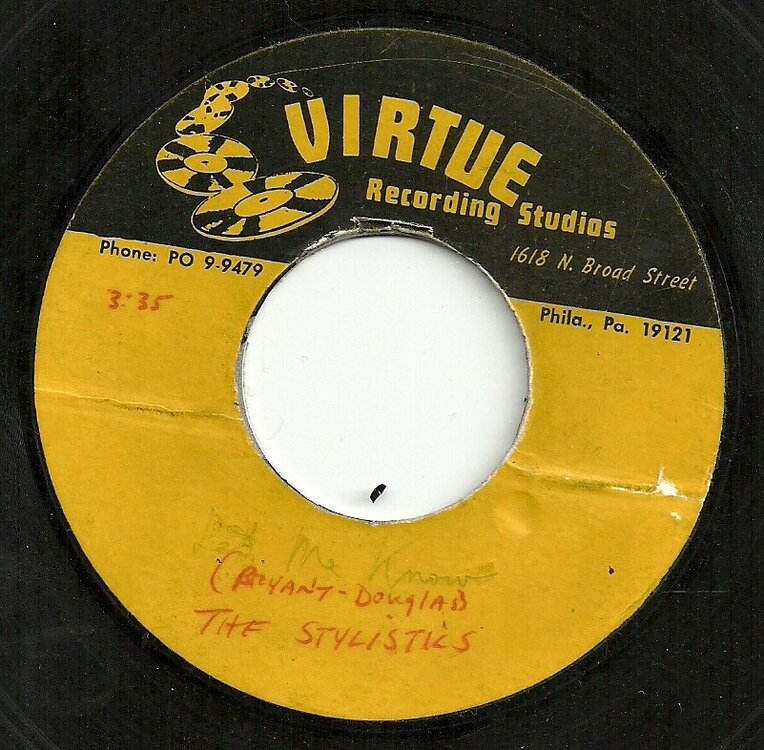 VIRTUE
Recording Studios
1618 N. Broad Street
Phone: PO 9-9479
Phila., Pa. 19121
3:35
Let Me Know
(BRYANT-DOUGLAS
THE STYLISTICS